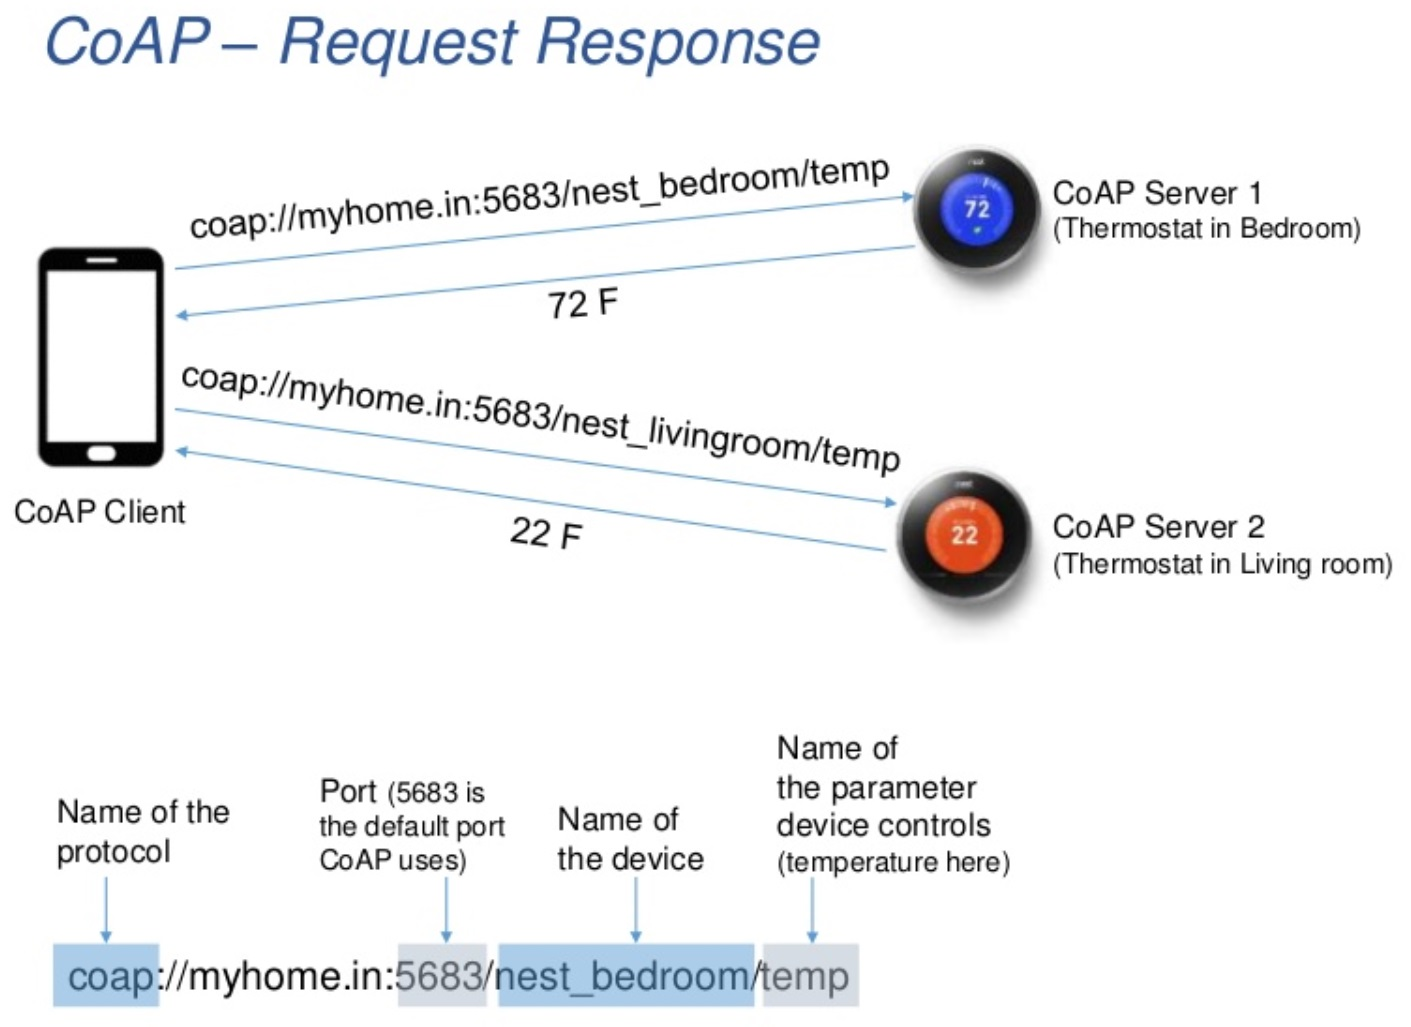 CoAP – Request Response
coap://myhome.in:5683/nest_bedroom/temp
72
CoAP Server 1
(Thermostat in Bedroom)
72 F
coap://myhome.in:5683/nest_livingroom/temp
CoAP Client
22 F
nest
22
CoAP Server 2
(Thermostat in Living room)
Name of the
protocol
Port (5683 is
the default port
CoAP uses)
Name of
the device
Name of
the parameter
device controls
(temperature here)
coap://myhome.in:5683/nest_bedroom/temp